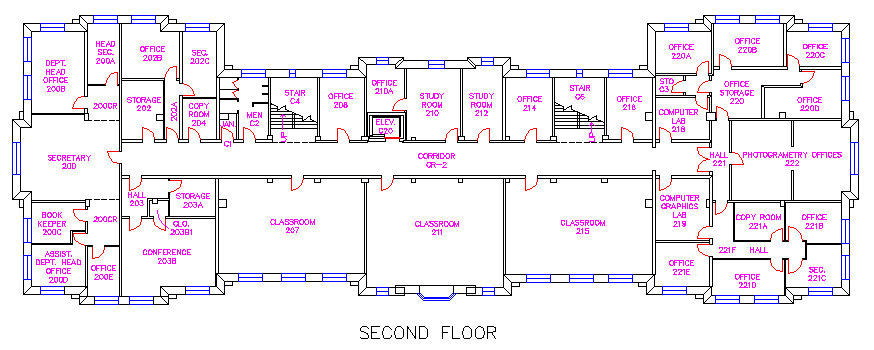 HEAD
SEC.
200A
OFFICE
202B
SEC.
202C
DEPT.
HEAD
OFFICE
200B
200CR
STORAGE
202
202A
COPY
ROOM
204
JAN.
C1
MEN
C2
STAIR
C4
UP
OFFICE
208
OFFICE
210A
ELEV.
STUDY
ROOM
210
STUDY
ROOM
212
OFFICE
214
STAIR
C6
UP
OFFICE
218
OFFICE
220A
OFFICE
220B
OFFICE
220C
STO.
C3
OFFICE
STORAGE
220
OFFICE
220D
COMPUTER
LAB
216
SECRETARY
200
CORRIDOR
CR-2
HALL
221
PHOTOGRAMETRY OFFICES
222
HALL
203
STORAGE
203A
CLO.
203B1
200CR
BOOK
KEEPER
200C
ASSIST.
DEPT. HEAD
OFFICE
200D
OFFICE
200E
CONFERENCE
203B
CLASSROOM
207
CLASSROOM
211
CLASSROOM
215
COMPUTER
GRAPHICS
LAB
219
OFFICE
221E
COPY ROOM
221A
OFFICE
221B
221F
HALL
OFFICE
221D
SEC.
221C
SECOND FLOOR